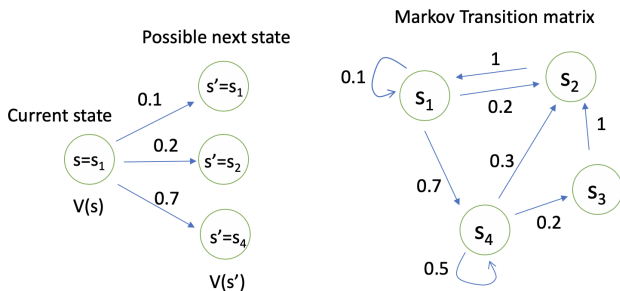 Possible next state
0.1
s’=s1
Current state
s=s1
0.2
s’=s2
V(s)
0.7
s’=s4
V(s’)
Markov Transition matrix
0.1
1
s1
0.2
s2
0.7
0.3
1
s3
s4
0.2
0.5